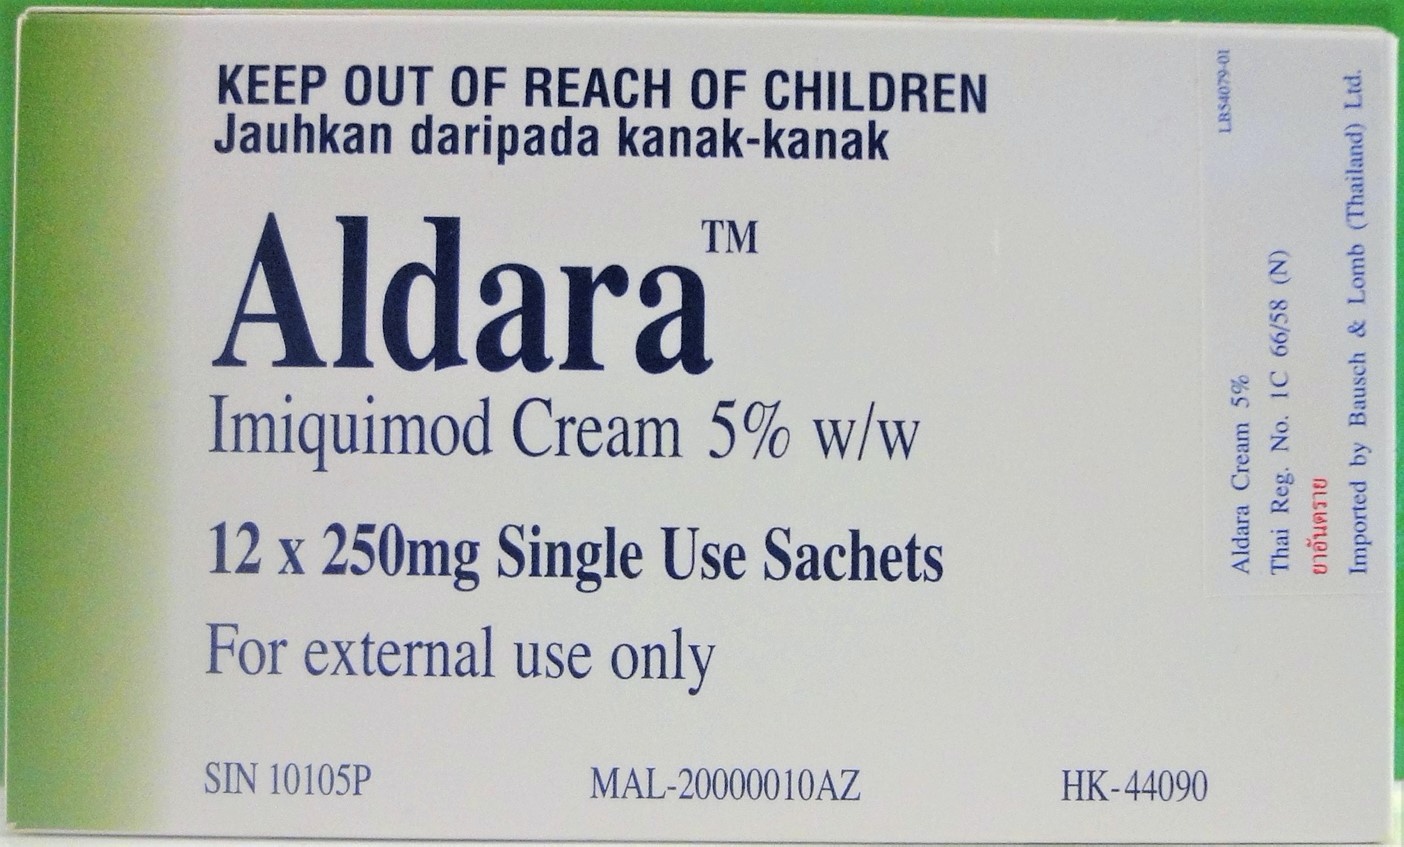 KEEP OUT OF REACH OF CHILDREN
Jauhkan daripada kanak-kanak
Aldara™
Imiquimod Cream 5% w/w
12 x 250mg Single Use Sachets
For external use only
SIN 10105P
MAL-20000010AZ
HK-44090
LBS4079-01
Aldara Cream 5%
Thai Reg. No. 1C 66/58 (N)
ยาอันตราย
Imported by Bausch & Lomb (Thailand) Ltd.